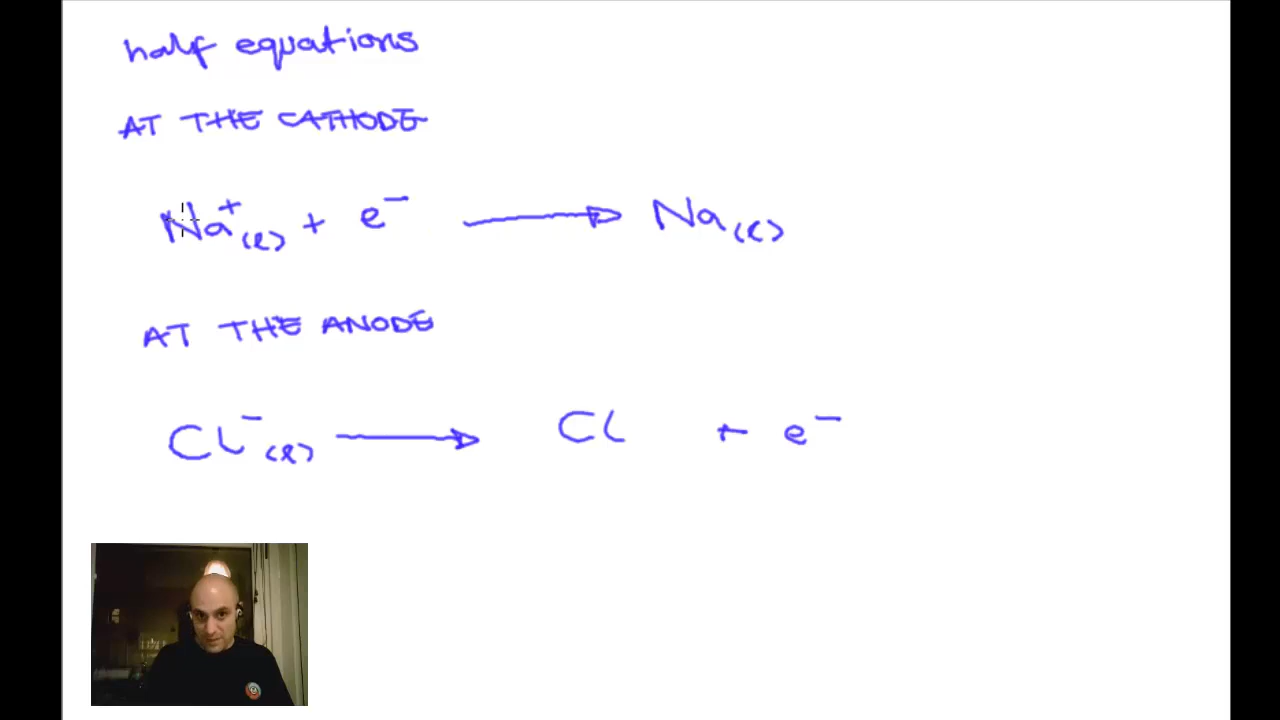 half equations
AT THE CATHODE
Na⁺(l) + e⁻ → Na(l)
AT THE ANODE
Cl⁻(l) → Cl + e⁻